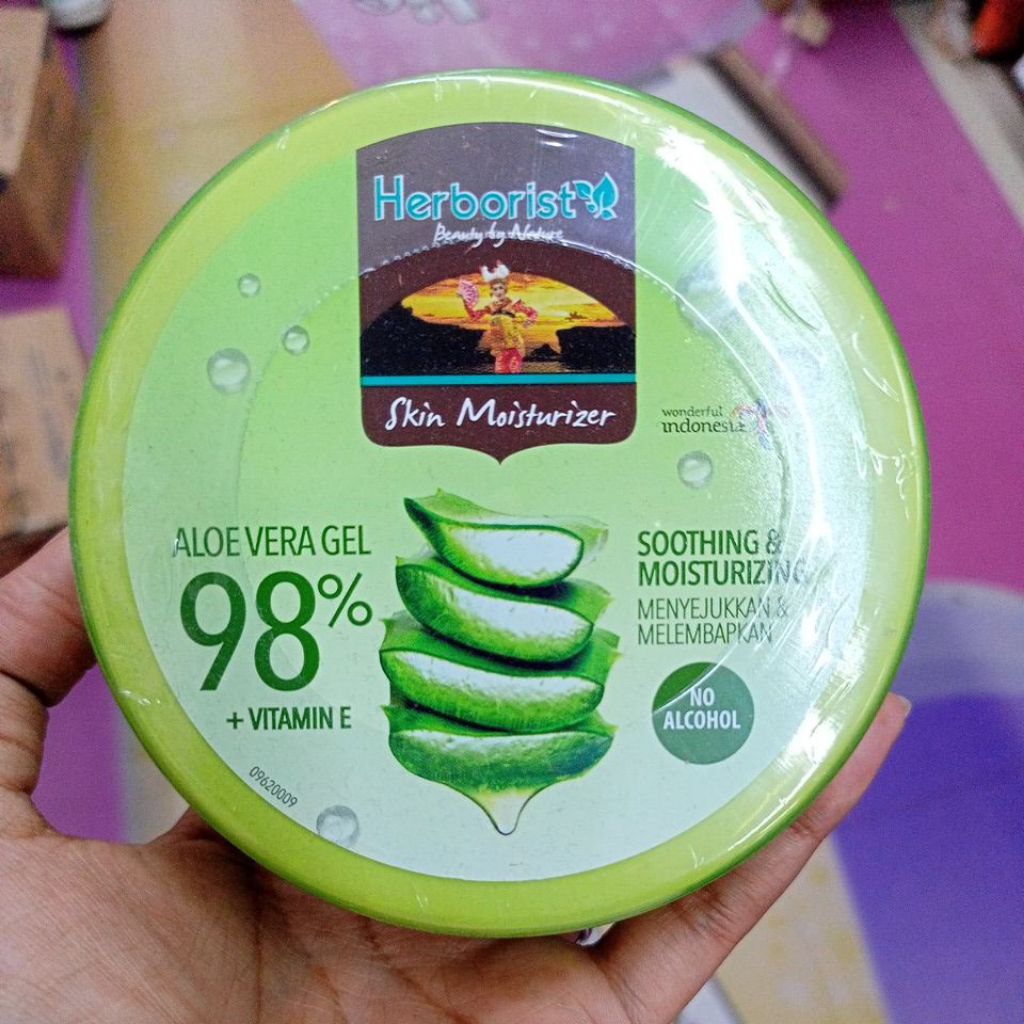 Herborist
Beauty by Nature
Skin Moisturizer
wonderful
indonesia
ALOE VERA GEL
98%
+ VITAMIN E
SOOTHING &
MOISTURIZING
MENYEJUKKAN &
MELEMBAPKAN
NO
ALCOHOL
09620009